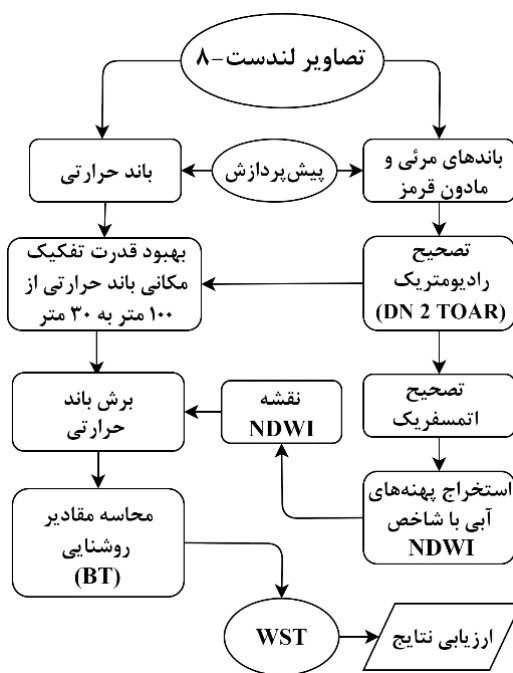 تصاویر لندست-۸
باندهای مرئی و
مادون قرمز
پیش‌پردازش
باند حرارتی
تصحیح
رادیومتریک
(DN 2 TOAR)
بهبود قدرت تفکیک
مکانی باند حرارتی از
۱۰۰ متر به ۳۰ متر
تصحیح
اتمسفریک
نقشه
NDWI
برش باند
حرارتی
استخراج پهنه‌های
آبی با شاخص
NDWI
محاسه مقادیر
روشنایی
(BT)
WST
ارزیابی نتایج